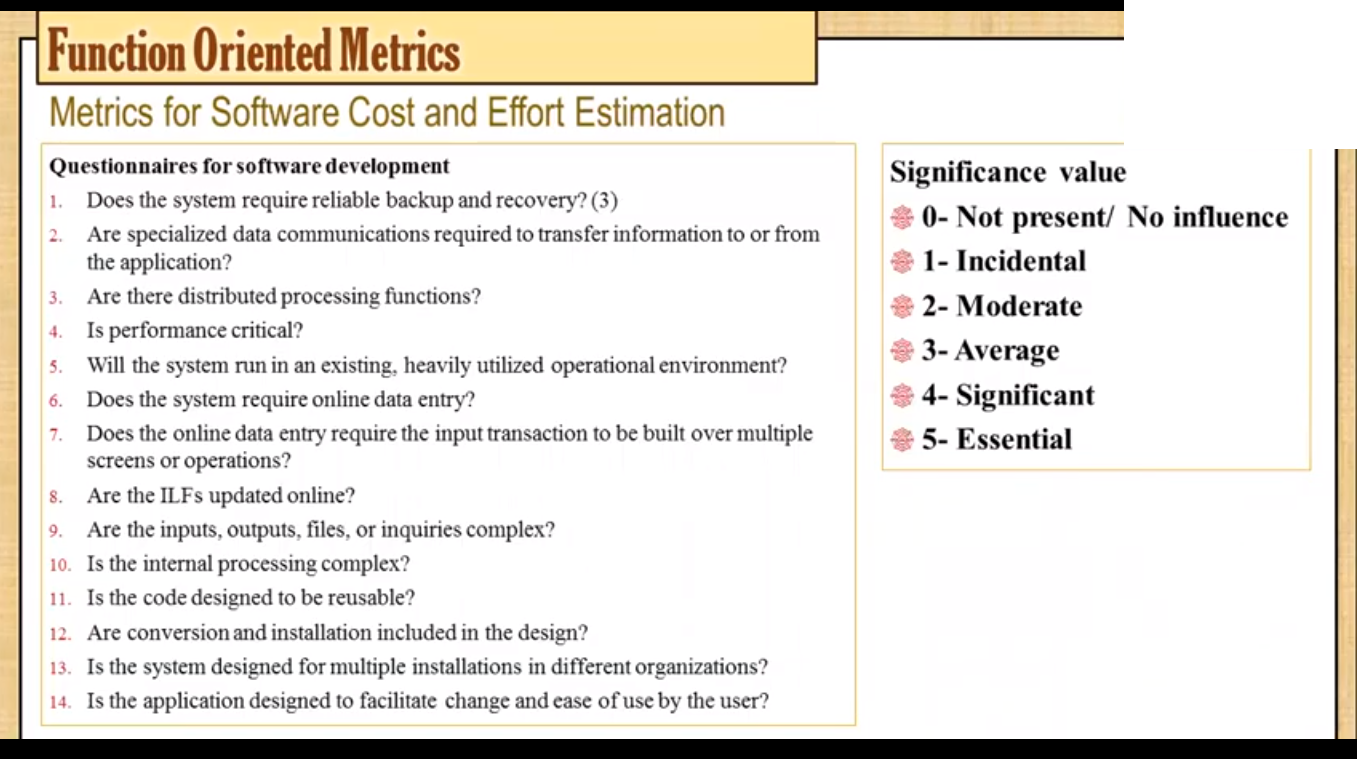 Function Oriented Metrics
Metrics for Software Cost and Effort Estimation
Questionnaires for software development
1. Does the system require reliable backup and recovery? (3)
2. Are specialized data communications required to transfer information to or from
the application?
3. Are there distributed processing functions?
4. Is performance critical?
5. Will the system run in an existing, heavily utilized operational environment?
6. Does the system require online data entry?
7. Does the online data entry require the input transaction to be built over multiple
screens or operations?
8. Are the ILFs updated online?
9. Are the inputs, outputs, files, or inquiries complex?
10. Is the internal processing complex?
11. Is the code designed to be reusable?
12. Are conversion and installation included in the design?
13. Is the system designed for multiple installations in different organizations?
14. Is the application designed to facilitate change and ease of use by the user?
Significance value
0- Not present/ No influence
1- Incidental
2- Moderate
3- Average
4- Significant
5- Essential